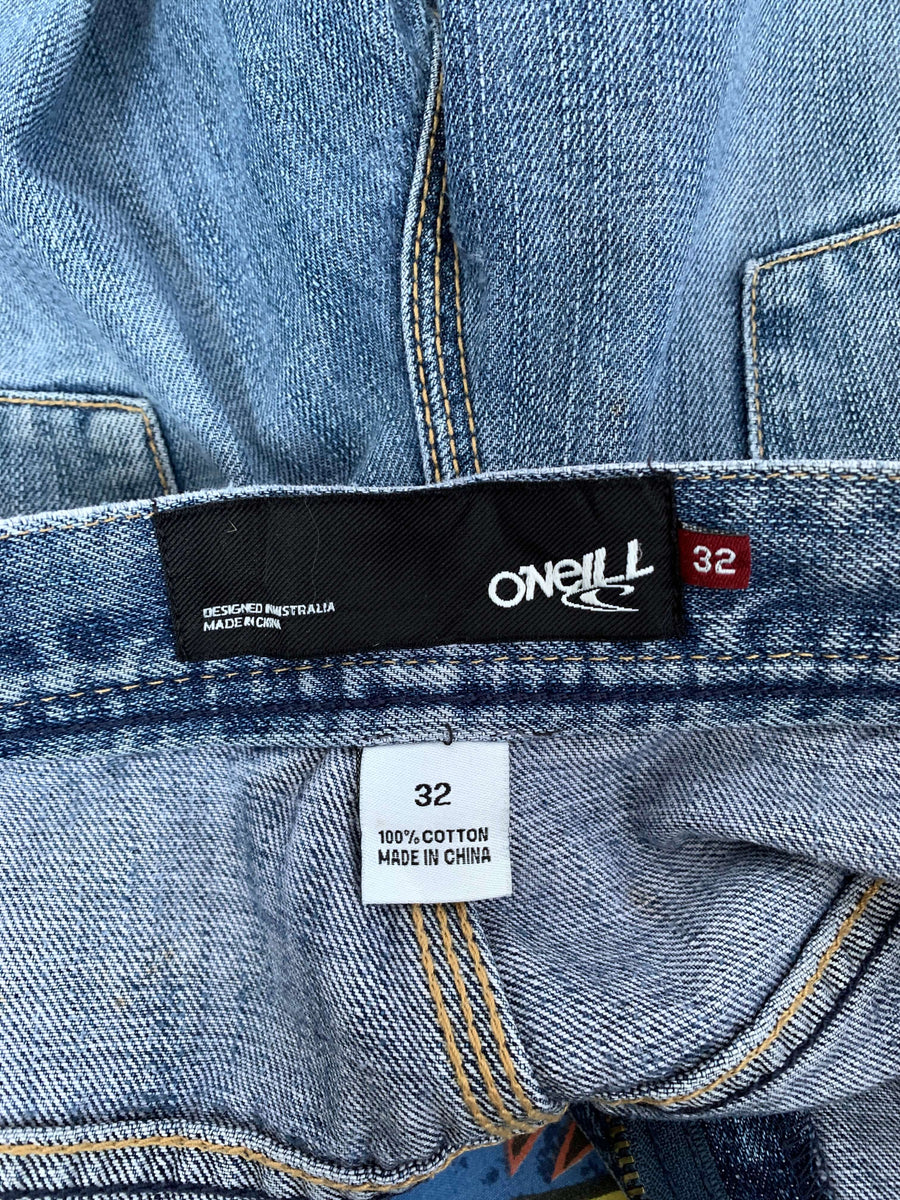 O'NEILL
32
DESIGNED IN AUSTRALIA
MADE IN CHINA
32
100% COTTON
MADE IN CHINA